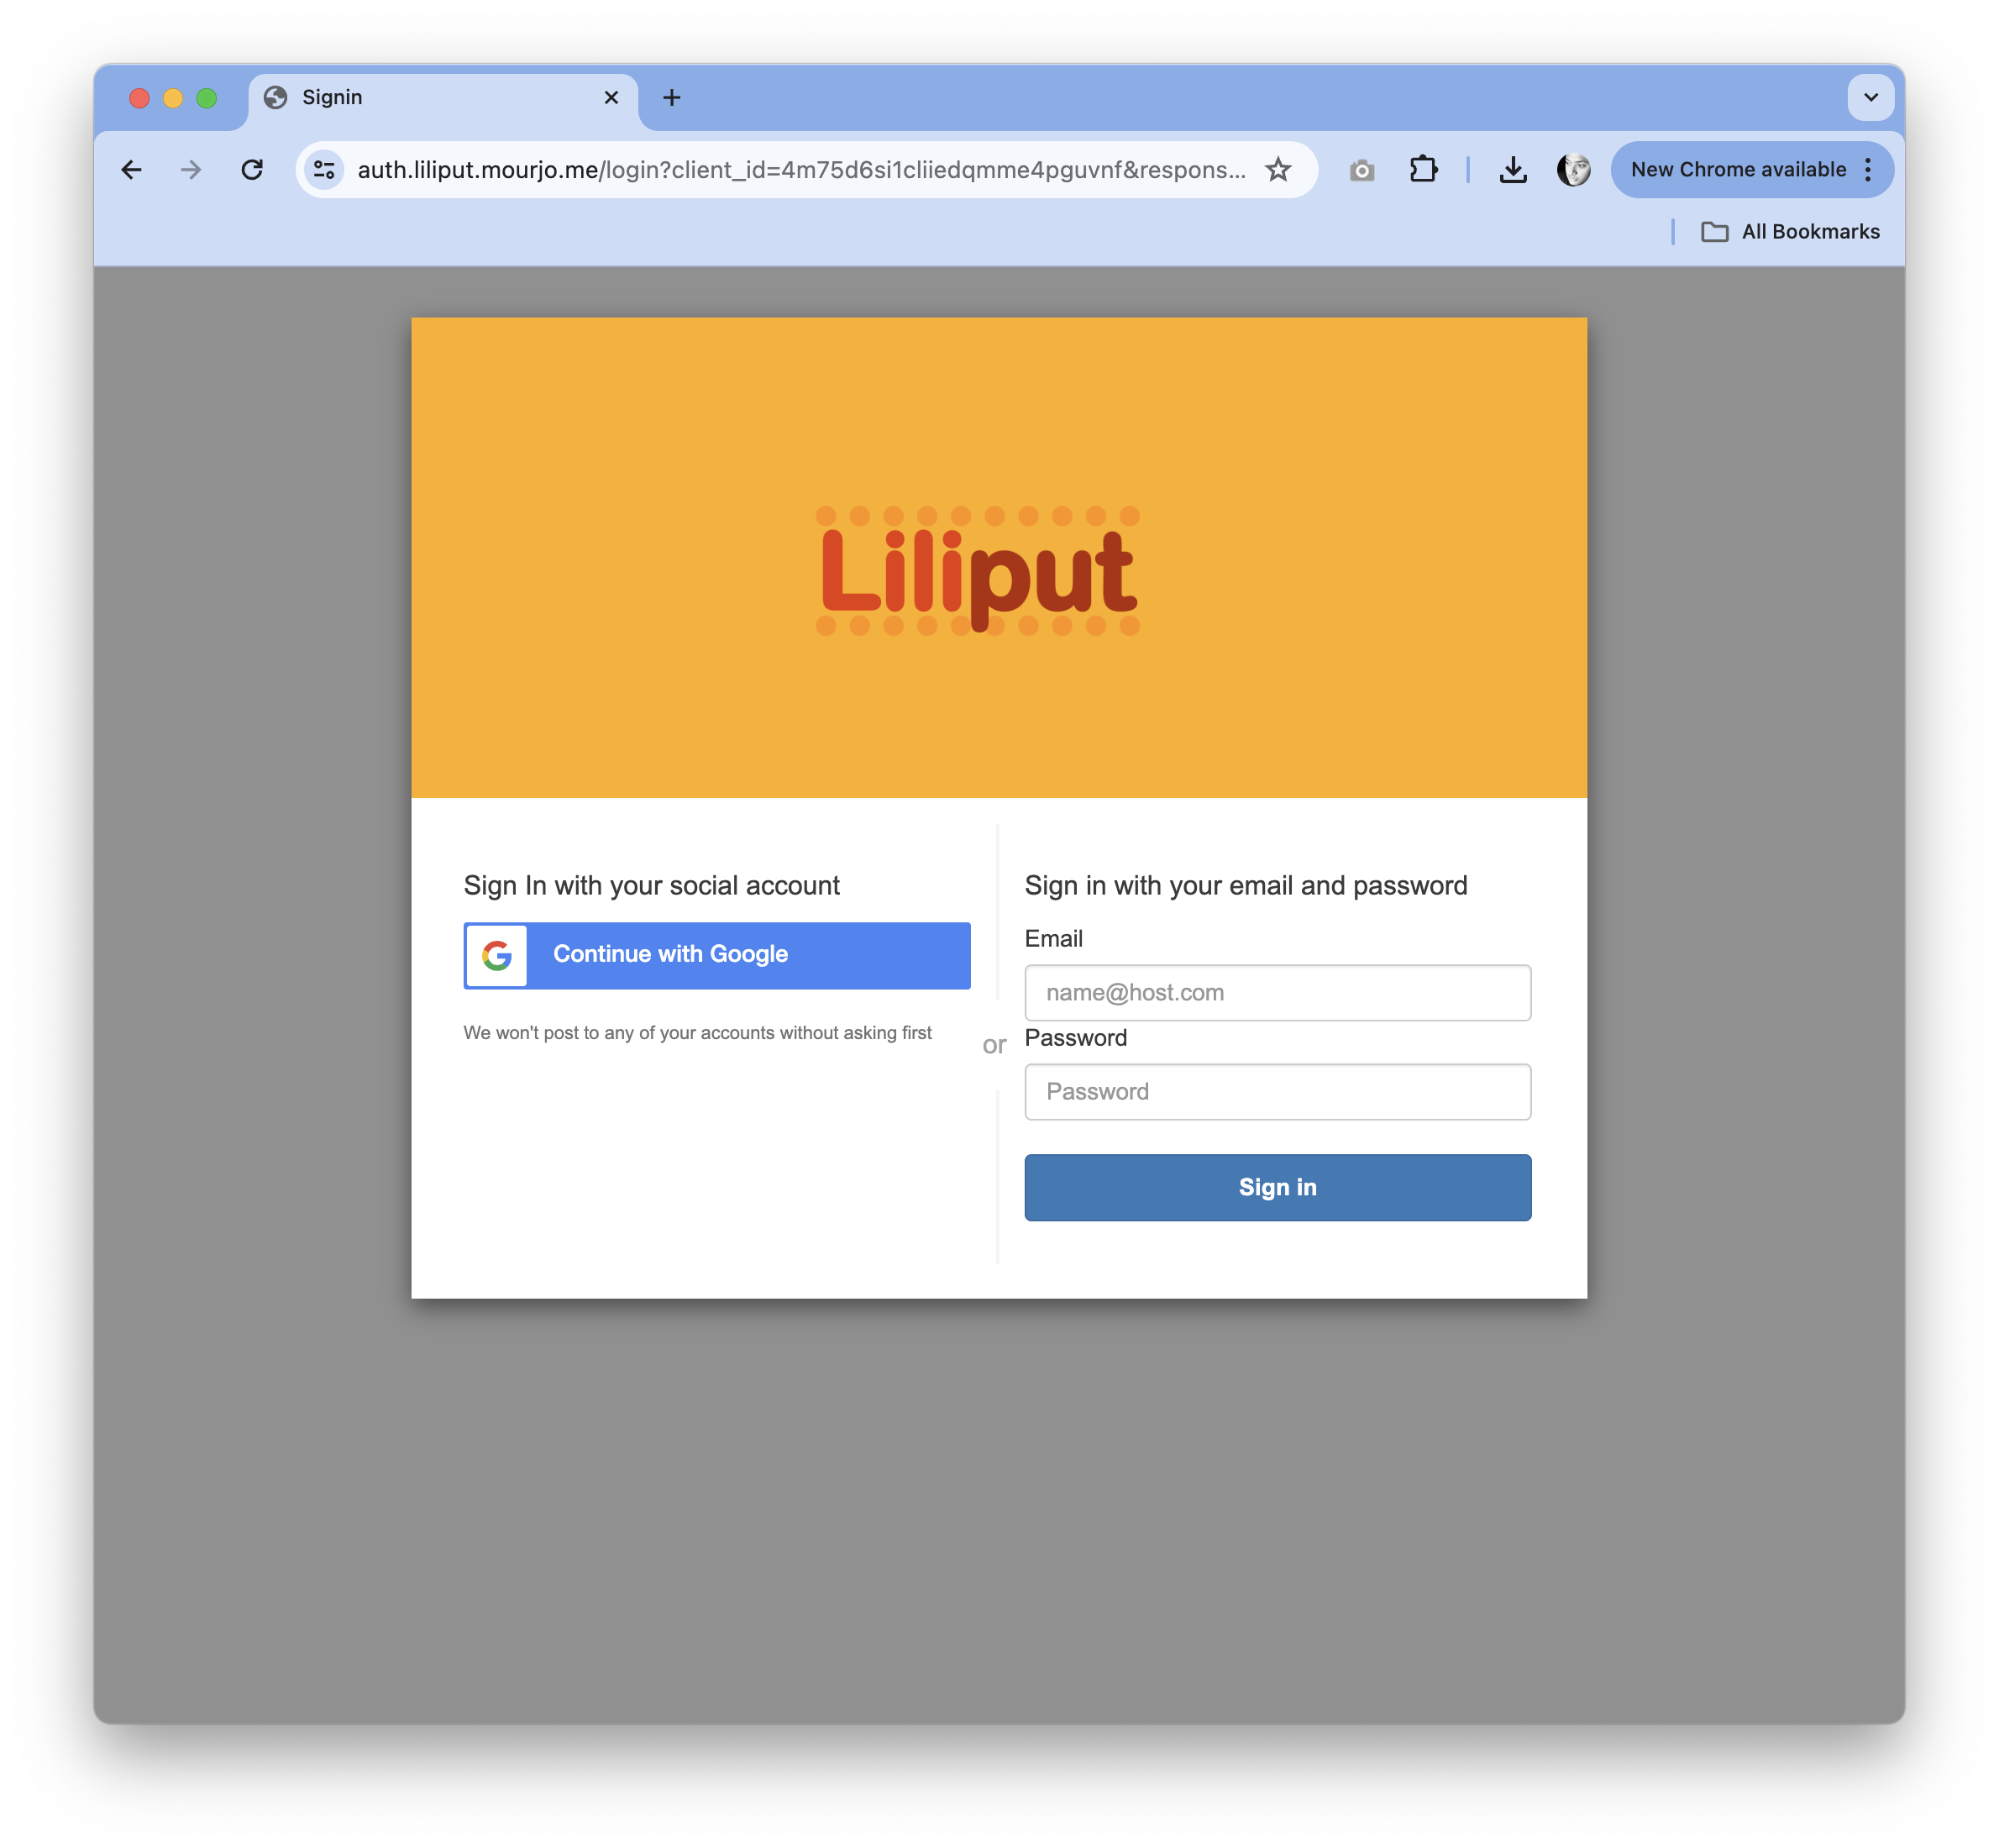 Signin
auth.liliput.mourjo.me/login?client_id=4m75d6si1cliiedqmme4pguvnf&respons...
New Chrome available
All Bookmarks
Liliput
Sign In with your social account
Continue with Google
We won't post to any of your accounts without asking first
or
Sign in with your email and password
Email
name@host.com
Password
Password
Sign in